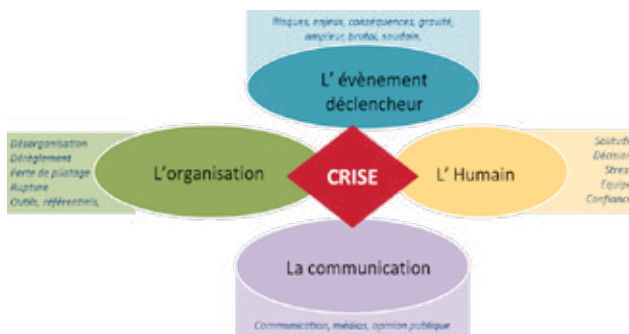 Risques, enjeux, conséquences, gravité,
ampleur, brutal, soudain,
L' évènement
déclencheur
Désorganisation
Dérèglement
Perte de pilotage
Rupture
Outils, référentiels,
L'organisation
CRISE
L' Humain
Solitude
Décision
Stress
Equipe
Confiance
La communication
Communication, médias, opinion publique